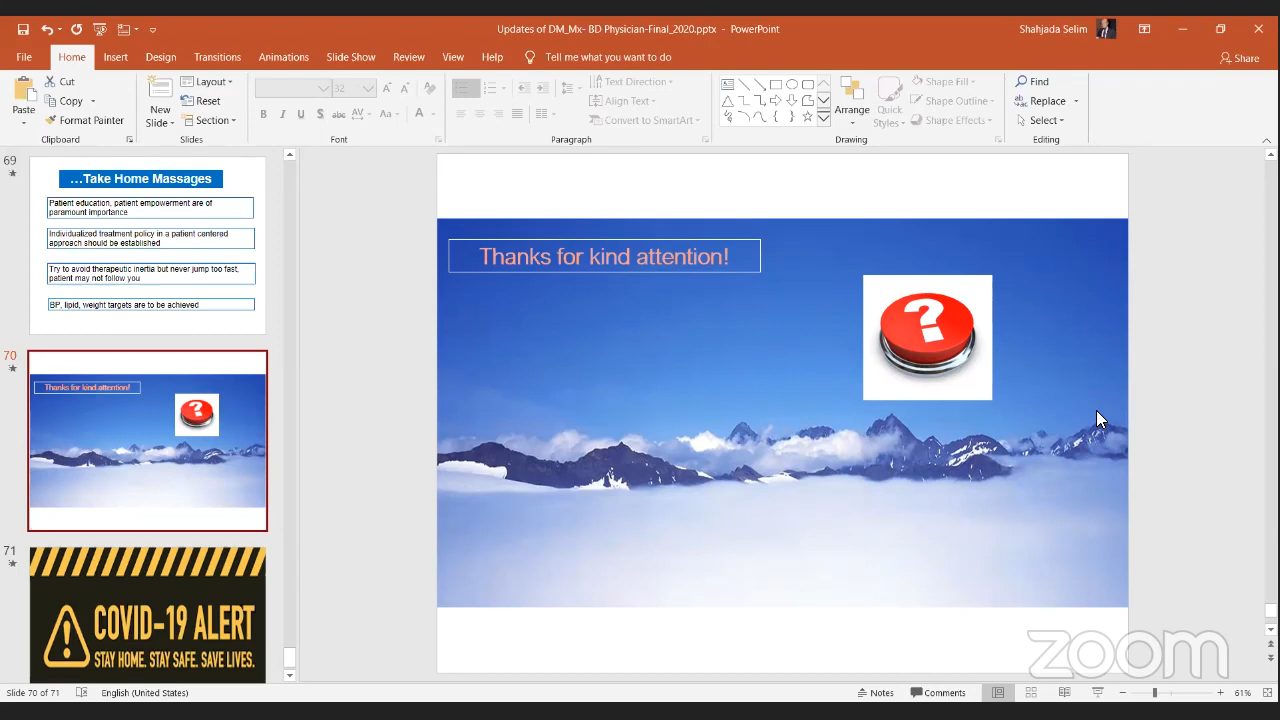 Updates of DM_Mx- BD Physician-Final_2020.pptx - PowerPoint
Shahjada Selim
File Home Insert Design Transitions Animations Slide Show Review View Help Tell me what you want to do
Share
Paste
Cut
Copy
Format Painter
Clipboard
New
Slide
Layout
Reset
Section
Slides
32
B I U S abc AV Aa A
Font
Text Direction
Align Text
Convert to SmartArt
Paragraph
Arrange
Quick
Styles
Shape Fill
Shape Outline
Shape Effects
Drawing
Find
Replace
Select
Editing
69
...Take Home Massages
Patient education, patient empowerment are of
paramount importance
Individualized treatment policy in a patient centered
approach should be established
Try to avoid therapeutic inertia but never jump too fast,
patient may not follow you
BP, lipid, weight targets are to be achieved
70
Thanks for kind attention!
?
71
COVID-19 ALERT
STAY HOME. STAY SAFE. SAVE LIVES.
Thanks for kind attention!
?
zoom
Slide 70 of 71 English (United States)
Notes Comments 61%